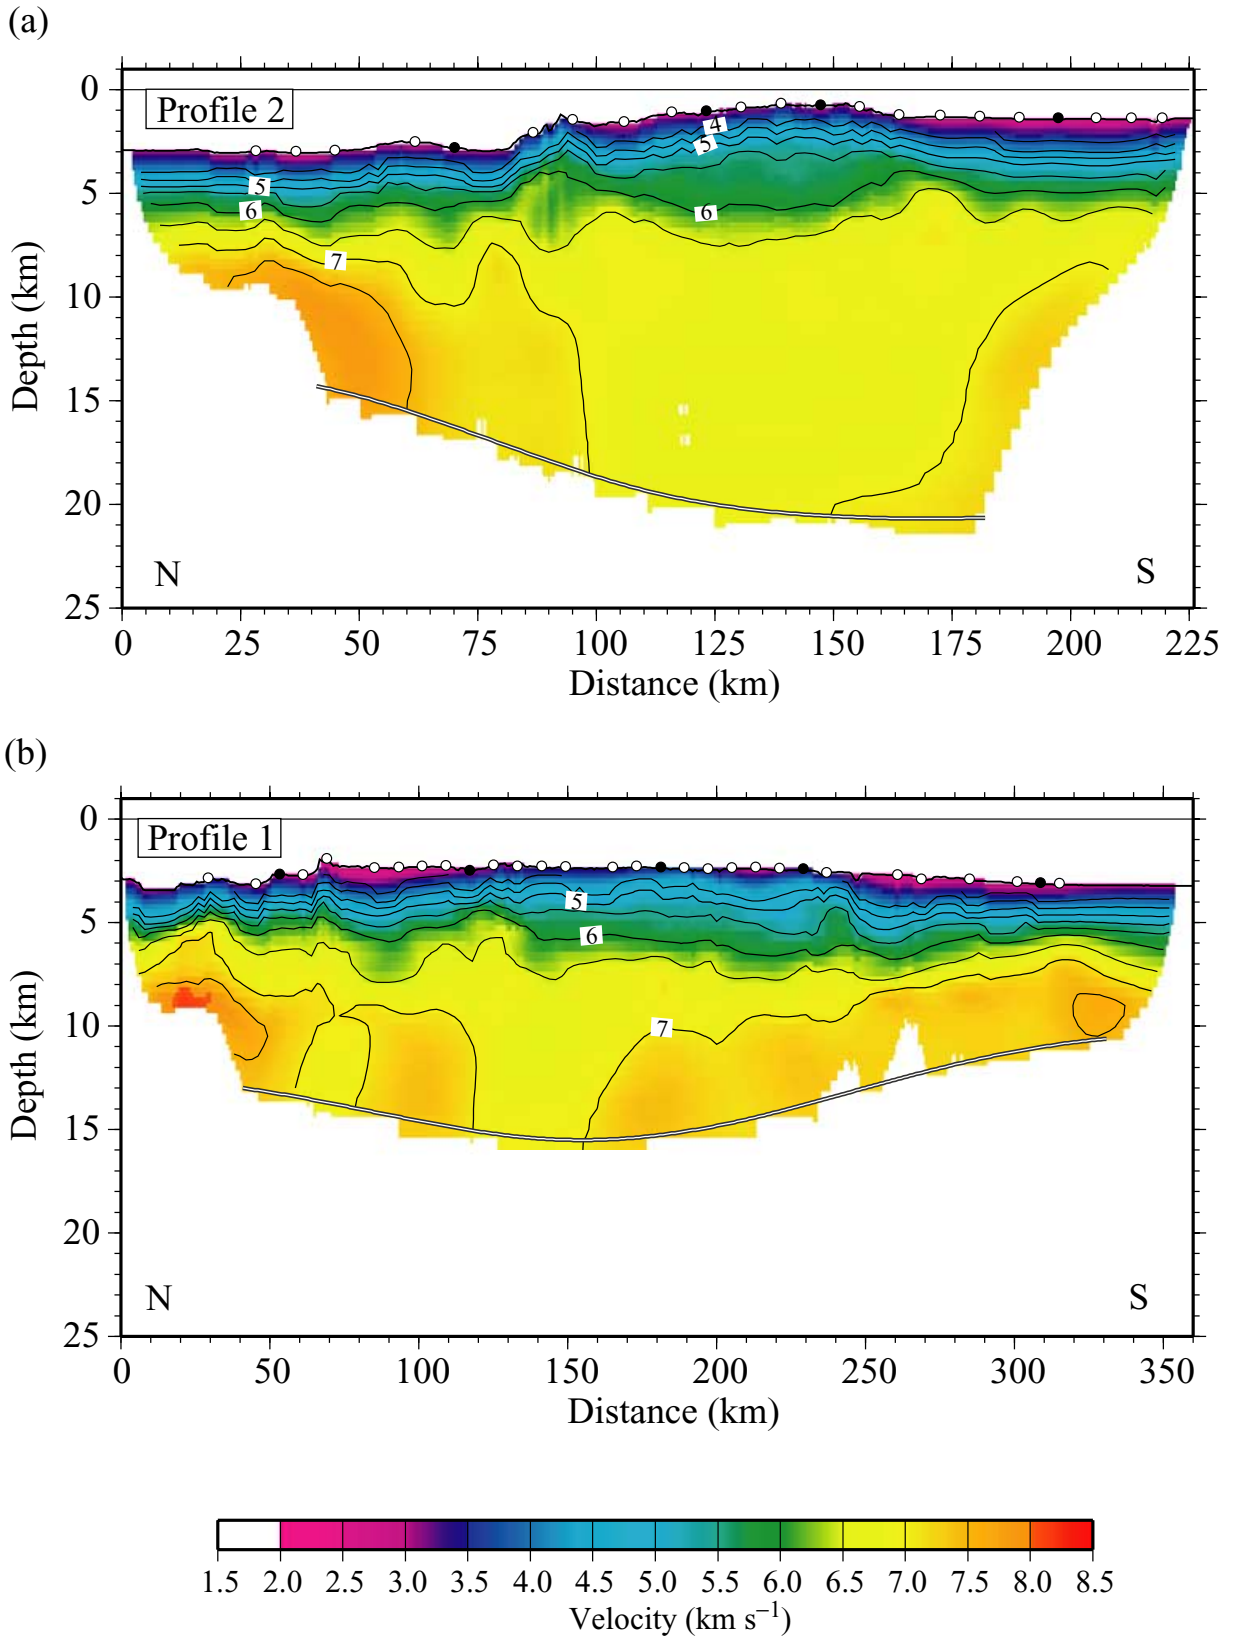 (a)
0
Profile 2
4
5
5
5
6
6
7
10
15
20
N
S
25
0 25 50 75 100 125 150 175 200 225
Depth (km)
Distance (km)
(b)
0
Profile 1
5
5
6
7
10
15
20
N
S
25
0 50 100 150 200 250 300 350
Depth (km)
Distance (km)
1.5 2.0 2.5 3.0 3.5 4.0 4.5 5.0 5.5 6.0 6.5 7.0 7.5 8.0 8.5
Velocity (km s⁻¹)